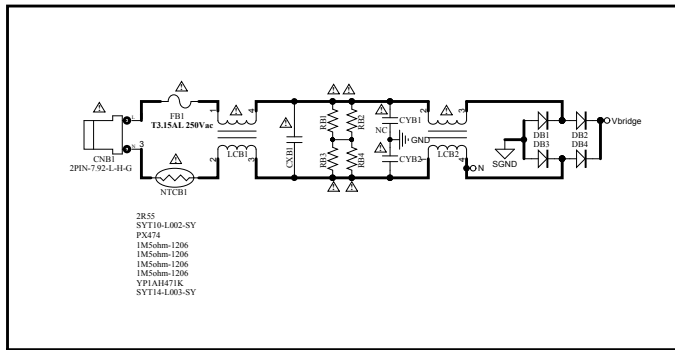 FB1
T3.15AL 250Vac
L
N
3
CNB1
2PIN-7.92-L-H-G
NTCB1
1
4
2
3
LCB1
CXB1
RB1
RB2
RB3
RB4
CYB1
NC
GND
CYB2
2
3
1
4
LCB2
N
SGND
DB1
DB2
DB3
DB4
Vbridge
2R55
SYT10-L002-SY
PX474
1M5ohm-1206
1M5ohm-1206
1M5ohm-1206
1M5ohm-1206
YP1AH471K
SYT14-L003-SY